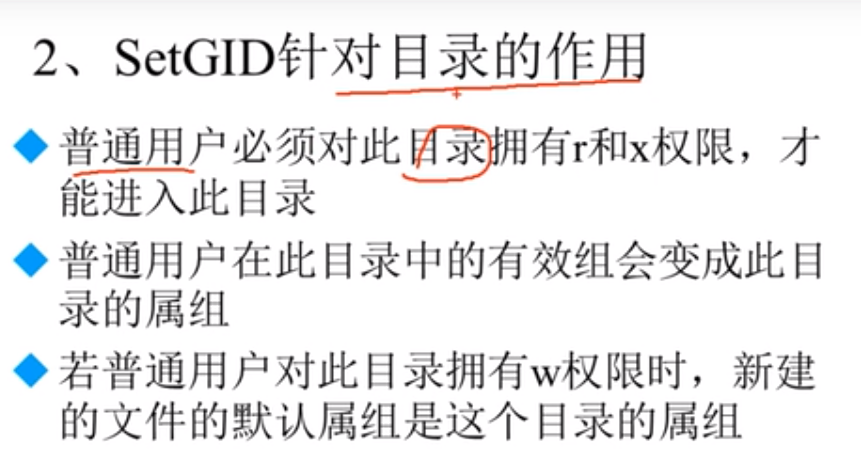 2、SetGID针对目录的作用
普通用户必须对此目录拥有r和x权限，才
能进入此目录
普通用户在此目录中的有效组会变成此目
录的属组
若普通用户对此目录拥有w权限时，新建
的文件的默认属组是这个目录的属组